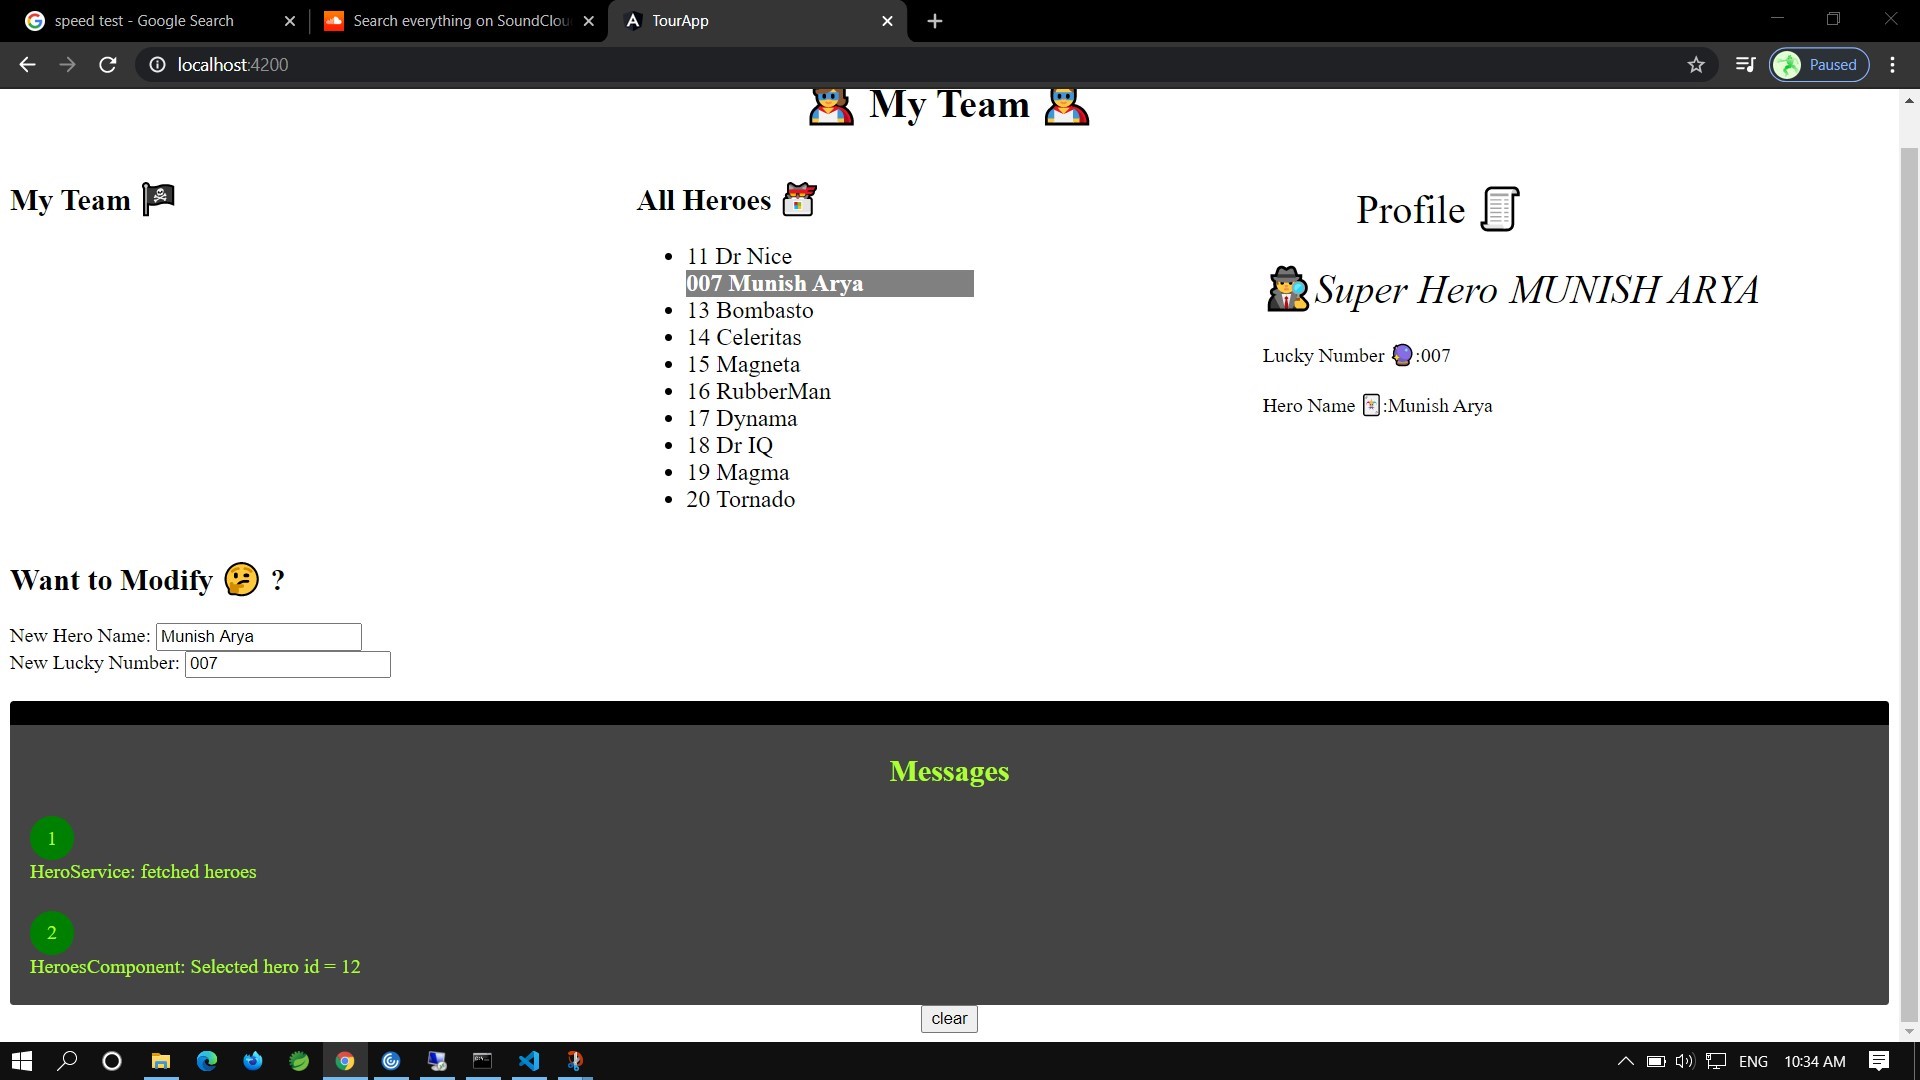 speed test - Google Search
Search everything on SoundClou
TourApp
localhost:4200
Paused
My Team
My Team
All Heroes
Profile
11 Dr Nice
007 Munish Arya
13 Bombasto
14 Celeritas
15 Magneta
16 RubberMan
17 Dynama
18 Dr IQ
19 Magma
20 Tornado
Super Hero MUNISH ARYA
Lucky Number :007
Hero Name :Munish Arya
Want to Modify ?
New Hero Name: Munish Arya
New Lucky Number: 007
Messages
1
HeroService: fetched heroes
2
HeroesComponent: Selected hero id = 12
clear
ENG
10:34 AM